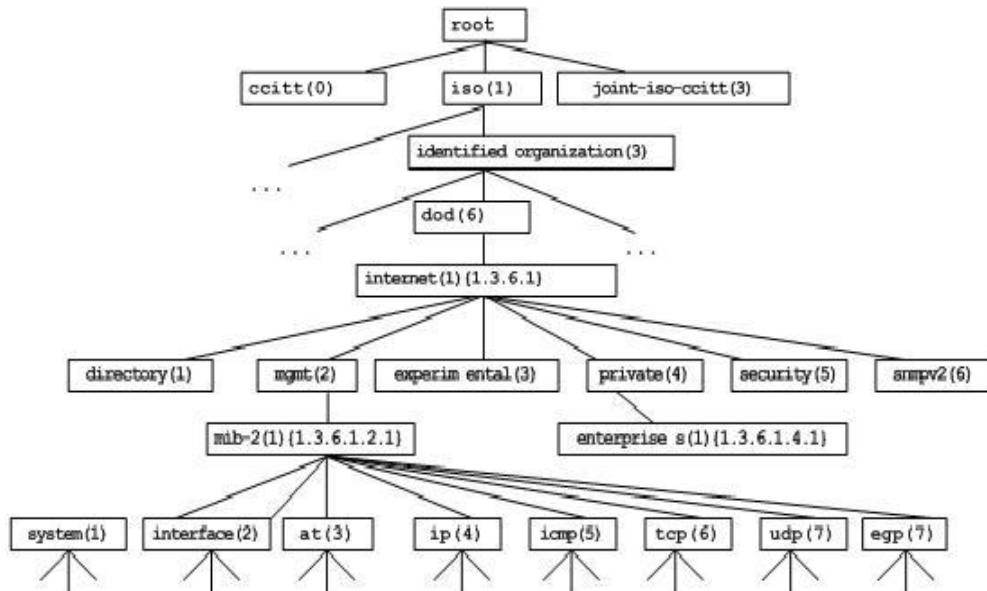 root
ccitt(0)
iso(1)
joint-iso-ccitt(3)
identified organization(3)
...
dod(6)
...
...
internet(1){1.3.6.1}
directory(1)
mgmt(2)
experim ental(3)
private(4)
security(5)
snmpv2(6)
mib-2(1){1.3.6.1.2.1}
enterprise s(1){1.3.6.1.4.1}
system(1)
interface(2)
at(3)
ip(4)
icmp(5)
tcp(6)
udp(7)
egp(7)